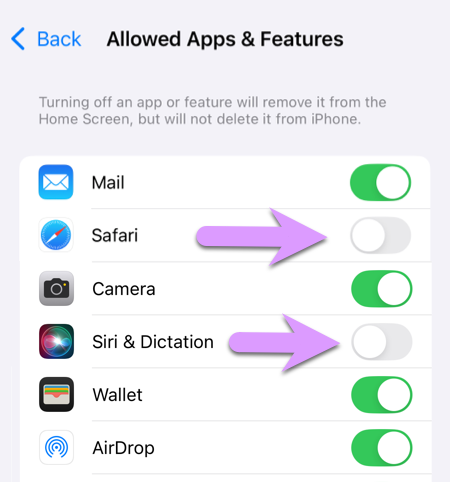 Back
Allowed Apps & Features
Turning off an app or feature will remove it from the
Home Screen, but will not delete it from iPhone.
Mail
Safari
Camera
Siri & Dictation
Wallet
AirDrop